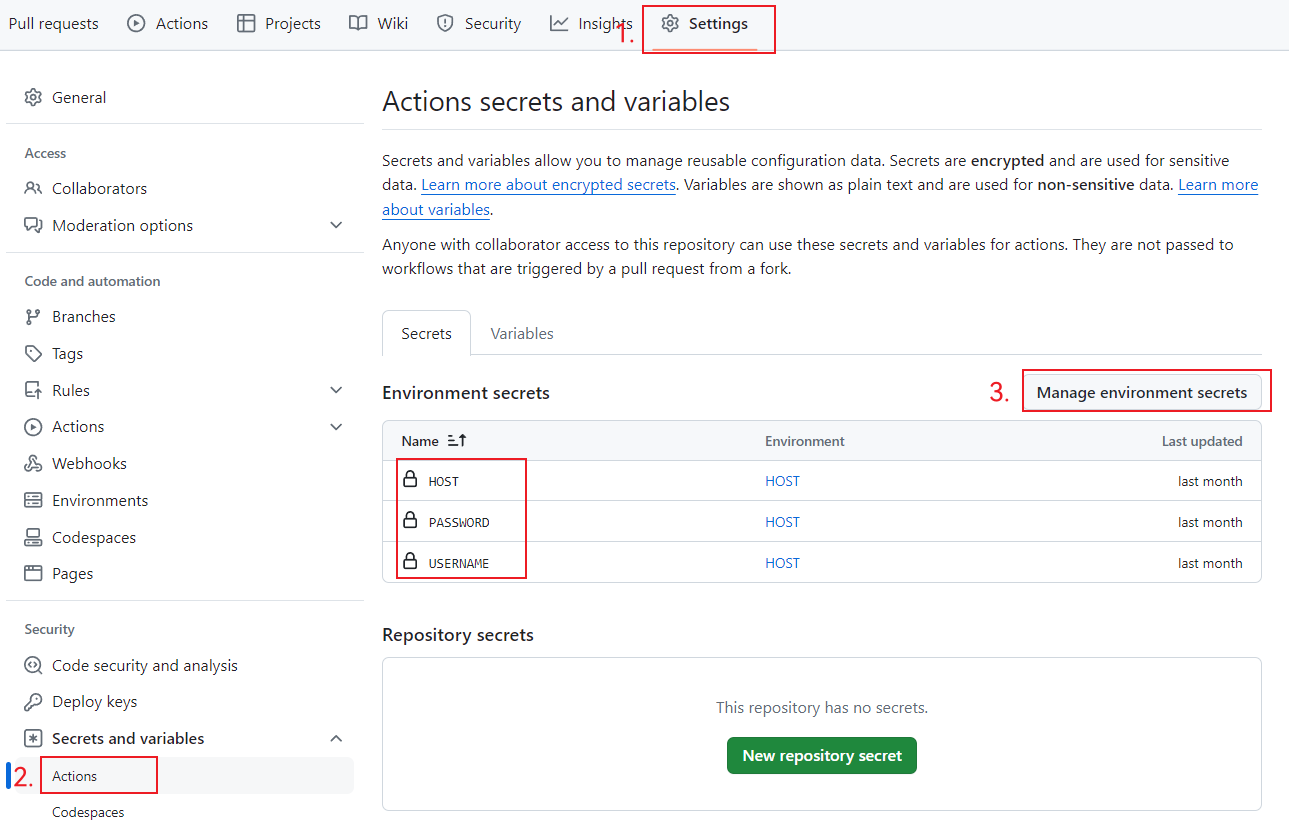 Pull requests Actions Projects Wiki Security Insights 1. Settings
General
Access
Collaborators
Moderation options
Code and automation
Branches
Tags
Rules
Actions
Webhooks
Environments
Codespaces
Pages
Security
Code security and analysis
Deploy keys
Secrets and variables
2. Actions
Codespaces
Actions secrets and variables
Secrets and variables allow you to manage reusable configuration data. Secrets are encrypted and are used for sensitive
data. Learn more about encrypted secrets. Variables are shown as plain text and are used for non-sensitive data. Learn more
about variables.
Anyone with collaborator access to this repository can use these secrets and variables for actions. They are not passed to
workflows that are triggered by a pull request from a fork.
Secrets Variables
Environment secrets 3. Manage environment secrets
Name Environment Last updated
HOST HOST last month
PASSWORD HOST last month
USERNAME HOST last month
Repository secrets
This repository has no secrets.
New repository secret